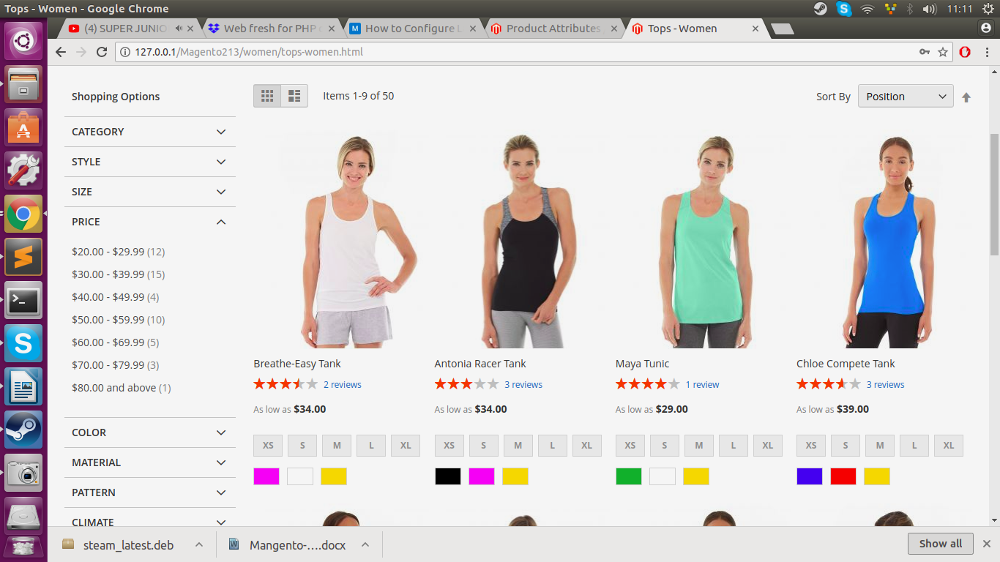 Tops - Women - Google Chrome
11:11
(4) SUPER JUNIO
Web fresh for PHP
How to Configure
Product Attributes
Tops - Women
127.0.0.1/Magento213/women/tops-women.html
Shopping Options
Items 1-9 of 50
Sort By
Position
CATEGORY
STYLE
SIZE
PRICE
$20.00 - $29.99 (12)
$30.00 - $39.99 (15)
$40.00 - $49.99 (4)
$50.00 - $59.99 (10)
$60.00 - $69.99 (5)
$70.00 - $79.99 (3)
$80.00 and above (1)
COLOR
MATERIAL
PATTERN
CLIMATE
Breathe-Easy Tank
2 reviews
As low as $34.00
XS S M L XL
Antonia Racer Tank
3 reviews
As low as $34.00
XS S M L XL
Maya Tunic
1 review
As low as $29.00
XS S M L XL
Chloe Compete Tank
3 reviews
As low as $39.00
XS S M L XL
steam_latest.deb
Mangento-....docx
Show all